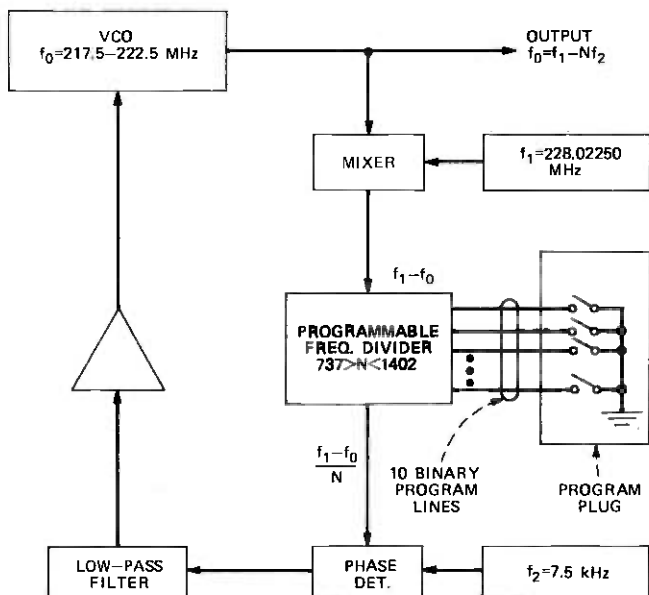 VCO
f₀=217.5–222.5 MHz
OUTPUT
f₀=f₁–Nf₂
MIXER
f₁=228.02250
MHz
f₁–f₀
PROGRAMMABLE
FREQ. DIVIDER
737>N<1402
f₁–f₀
N
10 BINARY
PROGRAM
LINES
PROGRAM
PLUG
LOW–PASS
FILTER
PHASE
DET.
f₂=7.5 kHz